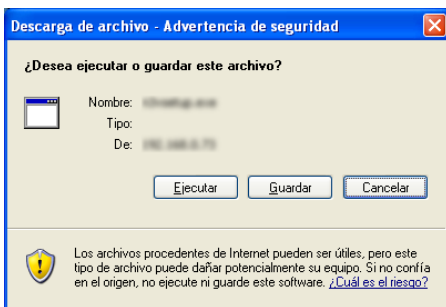 Descarga de archivo - Advertencia de seguridad
¿Desea ejecutar o guardar este archivo?
Nombre:
Tipo:
De:
Ejecutar Guardar Cancelar
Los archivos procedentes de Internet pueden ser útiles, pero este
tipo de archivo puede dañar potencialmente su equipo. Si no confía
en el origen, no ejecute ni guarde este software. ¿Cuál es el riesgo?